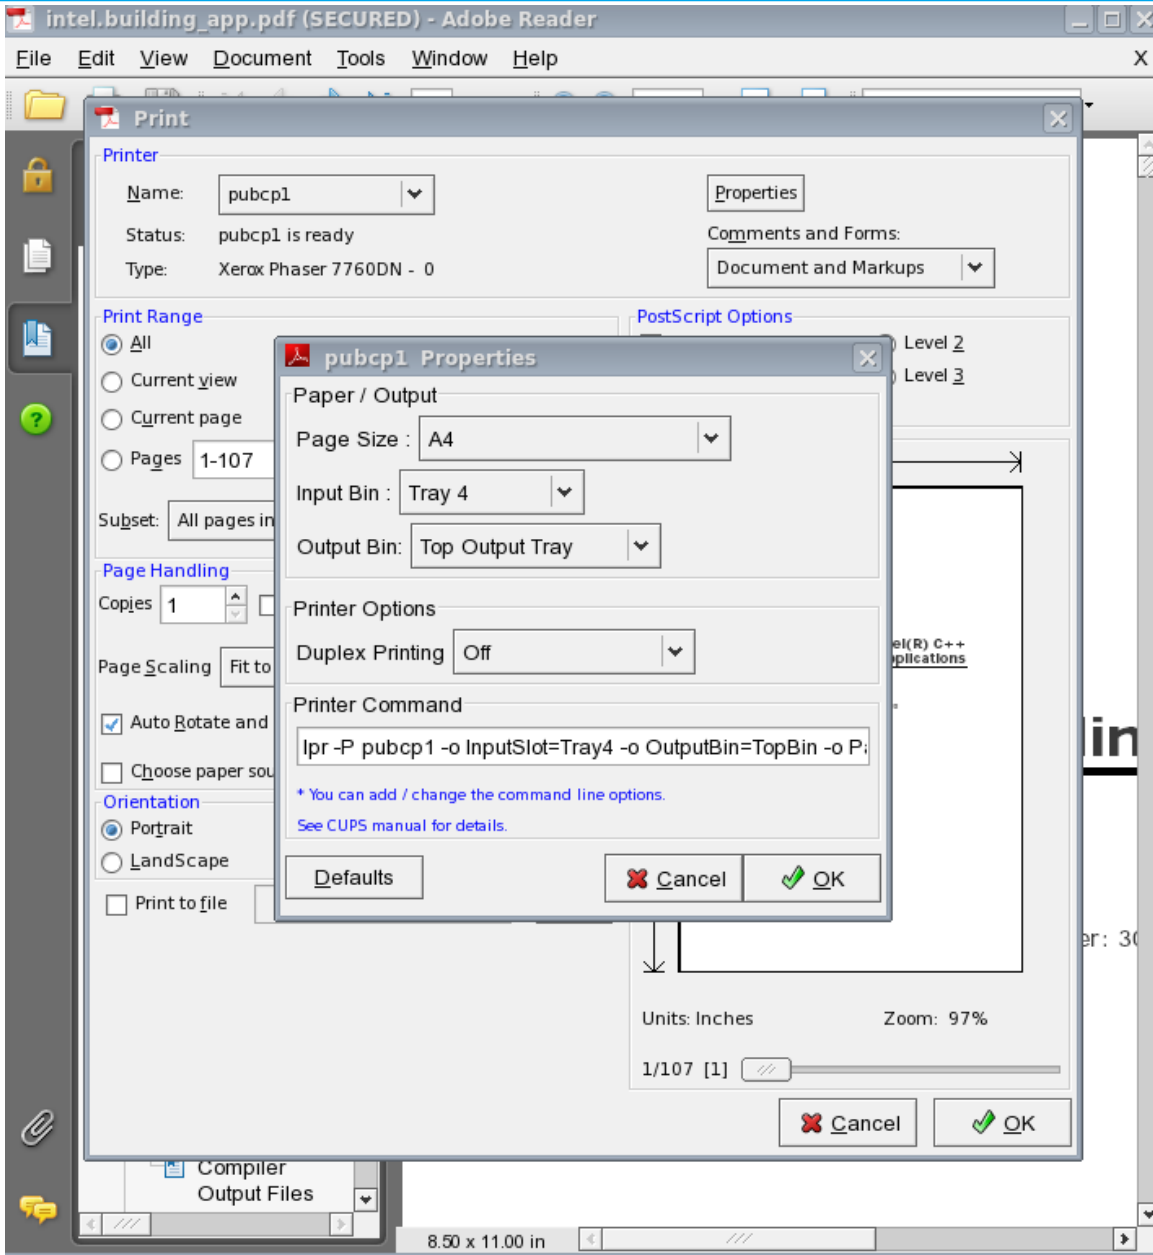 intel.building_app.pdf (SECURED) - Adobe Reader
File Edit View Document Tools Window Help X
Print
Printer
Name: pubcp1 Properties
Status: pubcp1 is ready Comments and Forms:
Type: Xerox Phaser 7760DN - 0 Document and Markups
Print Range PostScript Options
All Level 2
Current view Level 3
Current page
Pages 1-107
Subset: All pages in
Page Handling
Copies 1
Page Scaling Fit to
Auto Rotate and
Choose paper sou
Orientation
Portrait
LandScape
Print to file
pubcp1 Properties
Paper / Output
Page Size : A4
Input Bin : Tray 4
Output Bin: Top Output Tray
Printer Options
Duplex Printing Off
Printer Command
lpr -P pubcp1 -o InputSlot=Tray4 -o OutputBin=TopBin -o Pa
* You can add / change the command line options.
See CUPS manual for details.
Defaults Cancel OK
el(R) C++
plications
lin
er: 30
Units: Inches Zoom: 97%
1/107 [1]
Cancel OK
Compiler
Output Files
8.50 x 11.00 in